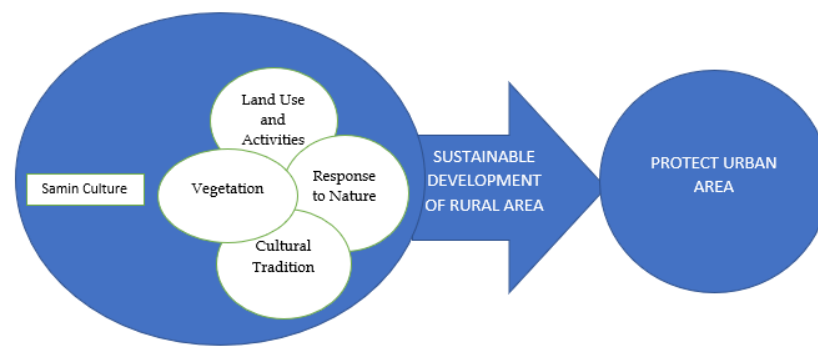 Samin Culture
Land Use
and
Activities
Vegetation
Response
to Nature
Cultural
Tradition
SUSTAINABLE
DEVELOPMENT
OF RURAL AREA
PROTECT URBAN
AREA